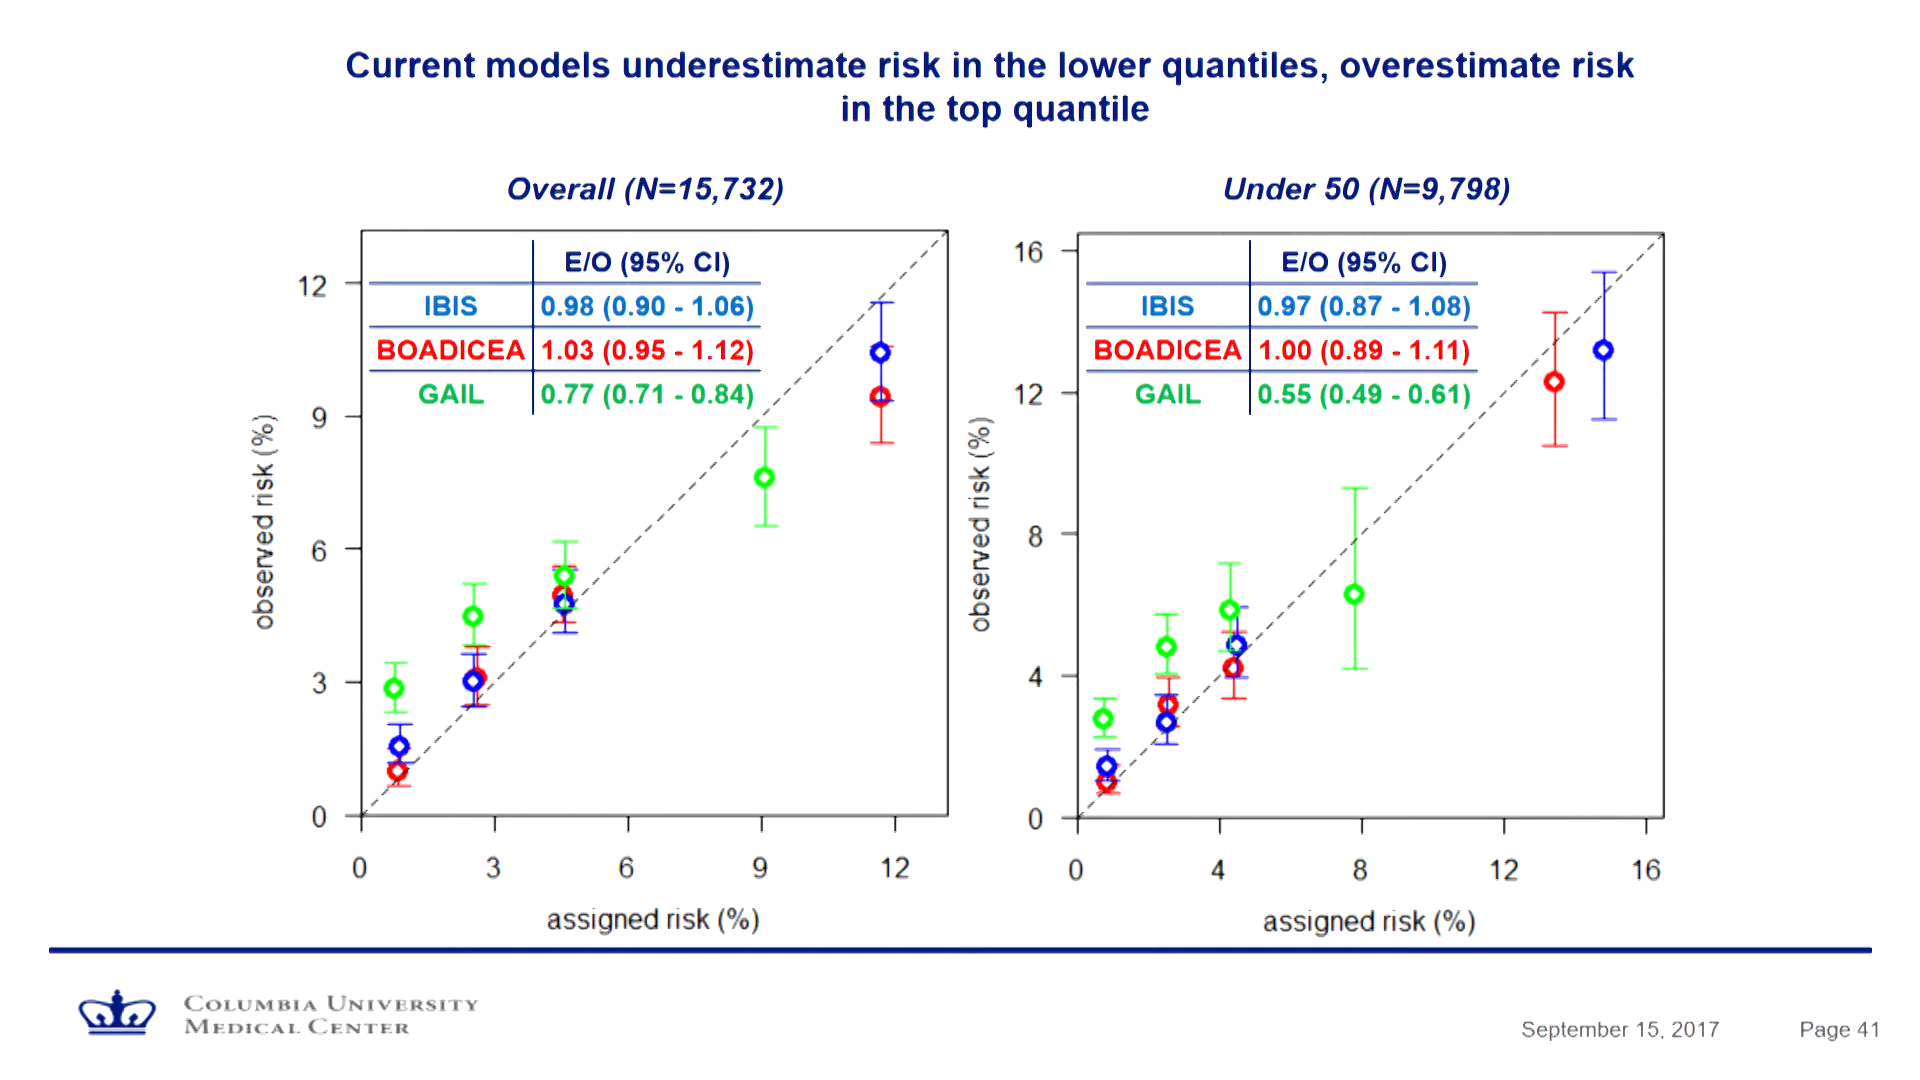 Current models underestimate risk in the lower quantiles, overestimate risk
in the top quantile
Overall (N=15,732)
E/O (95% CI)
IBIS 0.98 (0.90 - 1.06)
BOADICEA 1.03 (0.95 - 1.12)
GAIL 0.77 (0.71 - 0.84)
12
9
6
3
0
observed risk (%)
0 3 6 9 12
assigned risk (%)
Under 50 (N=9,798)
E/O (95% CI)
IBIS 0.97 (0.87 - 1.08)
BOADICEA 1.00 (0.89 - 1.11)
GAIL 0.55 (0.49 - 0.61)
16
12
8
4
0
observed risk (%)
0 4 8 12 16
assigned risk (%)
COLUMBIA UNIVERSITY
MEDICAL CENTER
September 15, 2017 Page 41